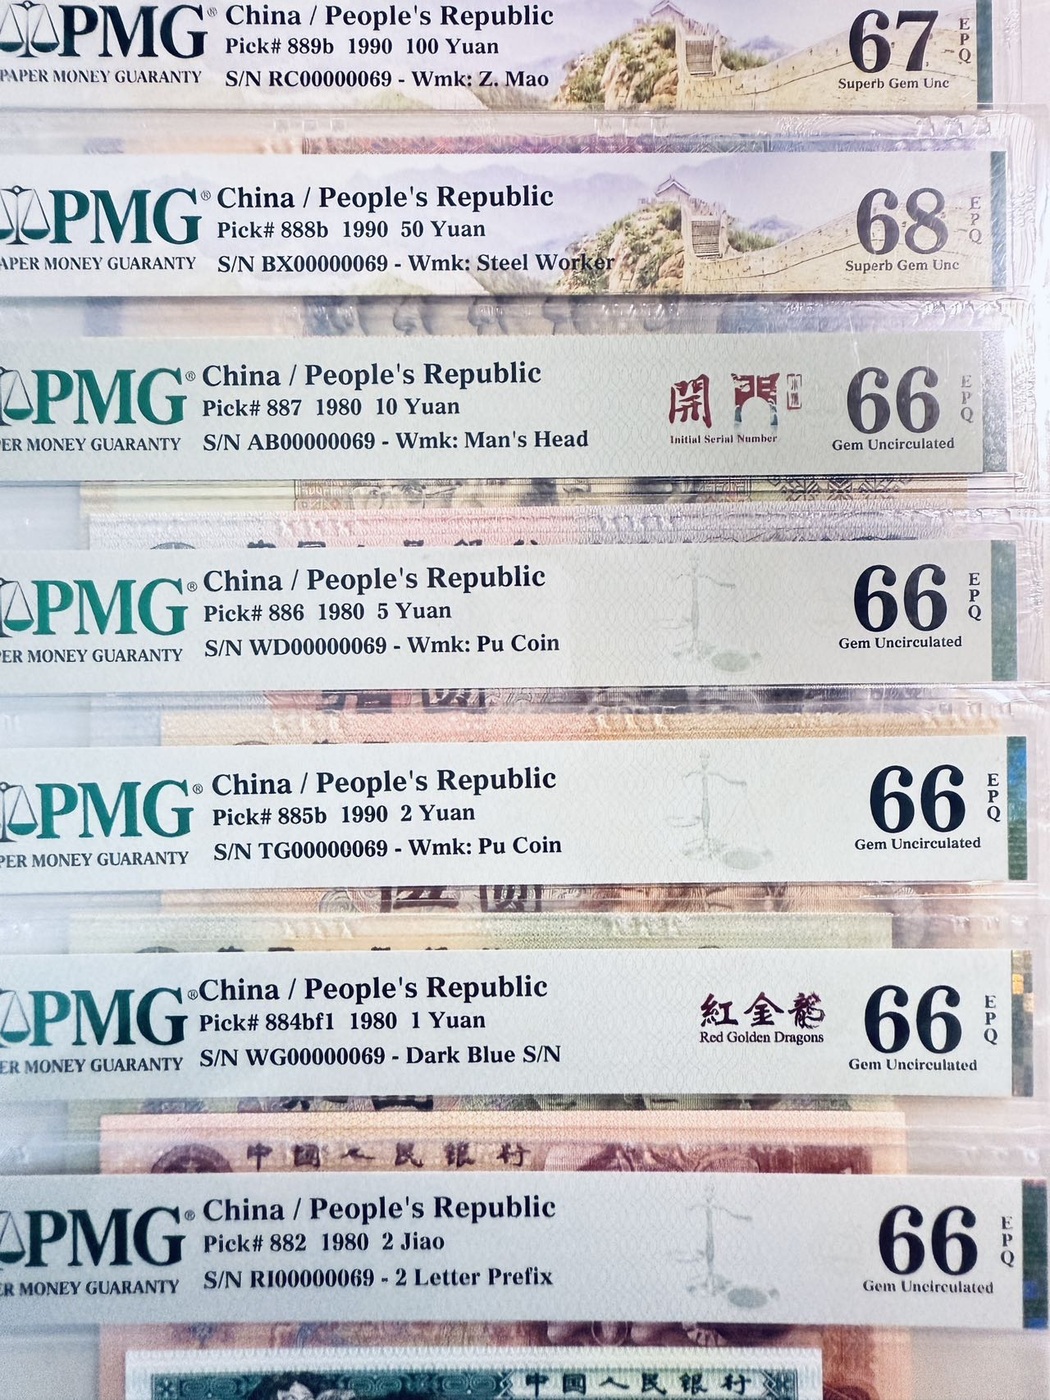 PMG®
PAPER MONEY GUARANTY
China / People's Republic
Pick# 889b 1990 100 Yuan
S/N RC00000069 - Wmk: Z. Mao
67
EPQ
Superb Gem Unc
PMG®
APER MONEY GUARANTY
China / People's Republic
Pick# 888b 1990 50 Yuan
S/N BX00000069 - Wmk: Steel Worker
68
EPQ
Superb Gem Unc
PMG®
PER MONEY GUARANTY
China / People's Republic
Pick# 887 1980 10 Yuan
S/N AB00000069 - Wmk: Man's Head
開門
Initial Serial Number
66
EPQ
Gem Uncirculated
PMG®
PER MONEY GUARANTY
China / People's Republic
Pick# 886 1980 5 Yuan
S/N WD00000069 - Wmk: Pu Coin
66
EPQ
Gem Uncirculated
PMG®
PER MONEY GUARANTY
China / People's Republic
Pick# 885b 1990 2 Yuan
S/N TG00000069 - Wmk: Pu Coin
66
EPQ
Gem Uncirculated
PMG®
ER MONEY GUARANTY
China / People's Republic
Pick# 884bf1 1980 1 Yuan
S/N WG00000069 - Dark Blue S/N
紅金龍
Red Golden Dragons
66
EPQ
Gem Uncirculated
中國人民銀行
PMG®
R MONEY GUARANTY
China / People's Republic
Pick# 882 1980 2 Jiao
S/N RI00000069 - 2 Letter Prefix
66
EPQ
Gem Uncirculated
中國人民銀行